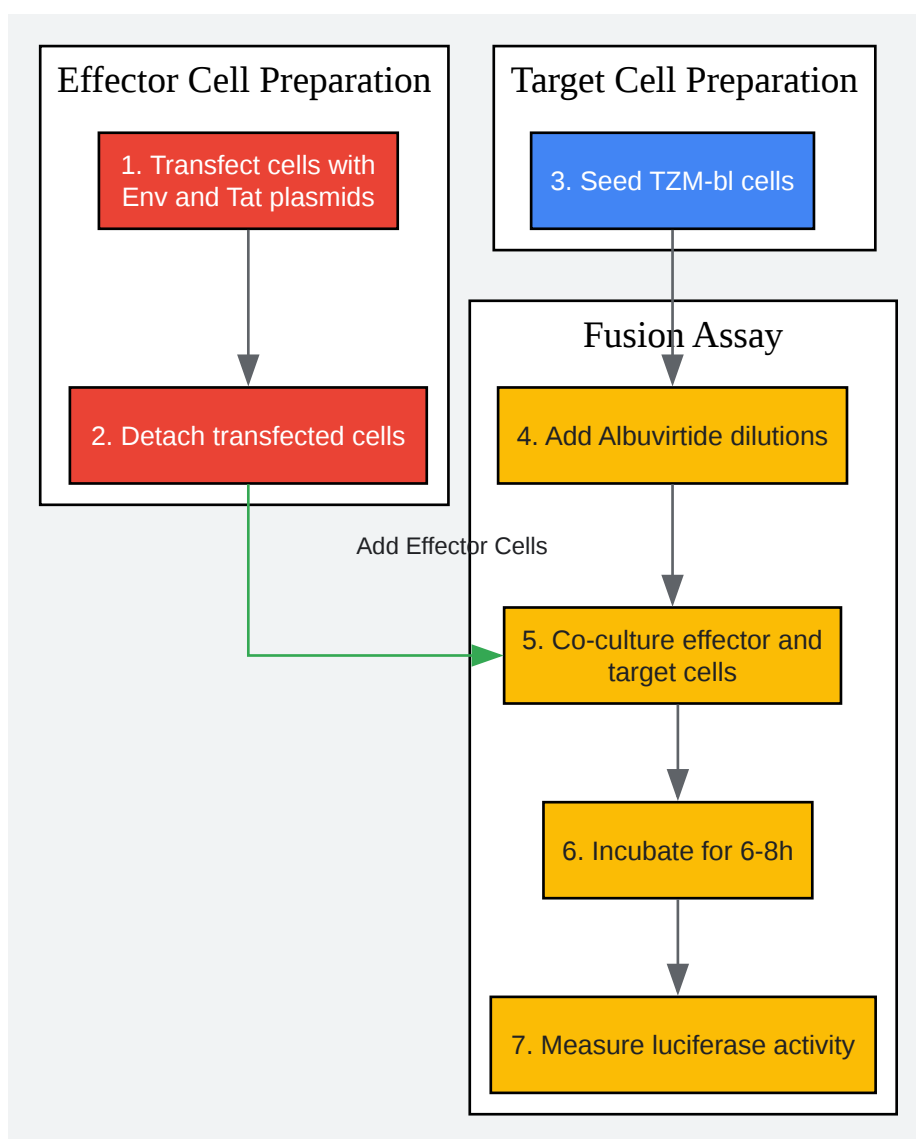 Effector Cell Preparation
1. Transfect cells with
Env and Tat plasmids
2. Detach transfected cells
Target Cell Preparation
3. Seed TZM-bl cells
Fusion Assay
4. Add Albuvirtide dilutions
Add Effector Cells
5. Co-culture effector and
target cells
6. Incubate for 6-8h
7. Measure luciferase activity